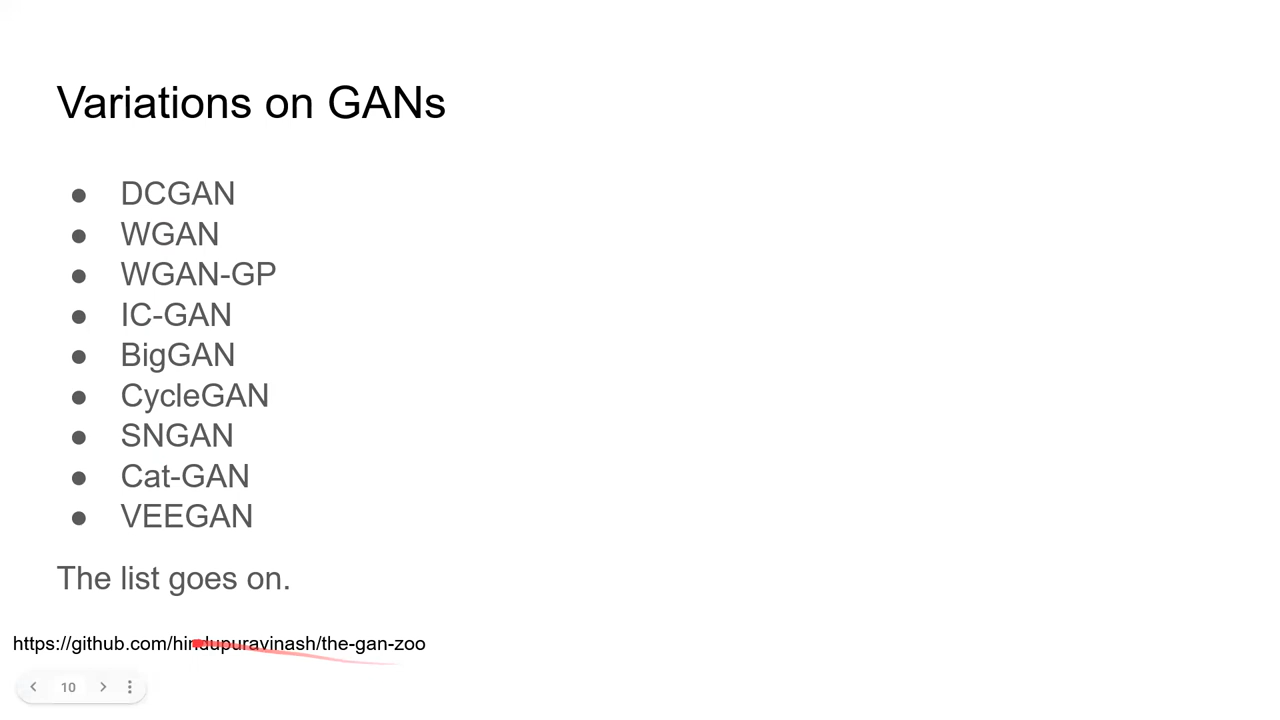 Variations on GANs
● DCGAN
● WGAN
● WGAN-GP
● IC-GAN
● BigGAN
● CycleGAN
● SNGAN
● Cat-GAN
● VEEGAN
The list goes on.
https://github.com/hindupuravinash/the-gan-zoo
10